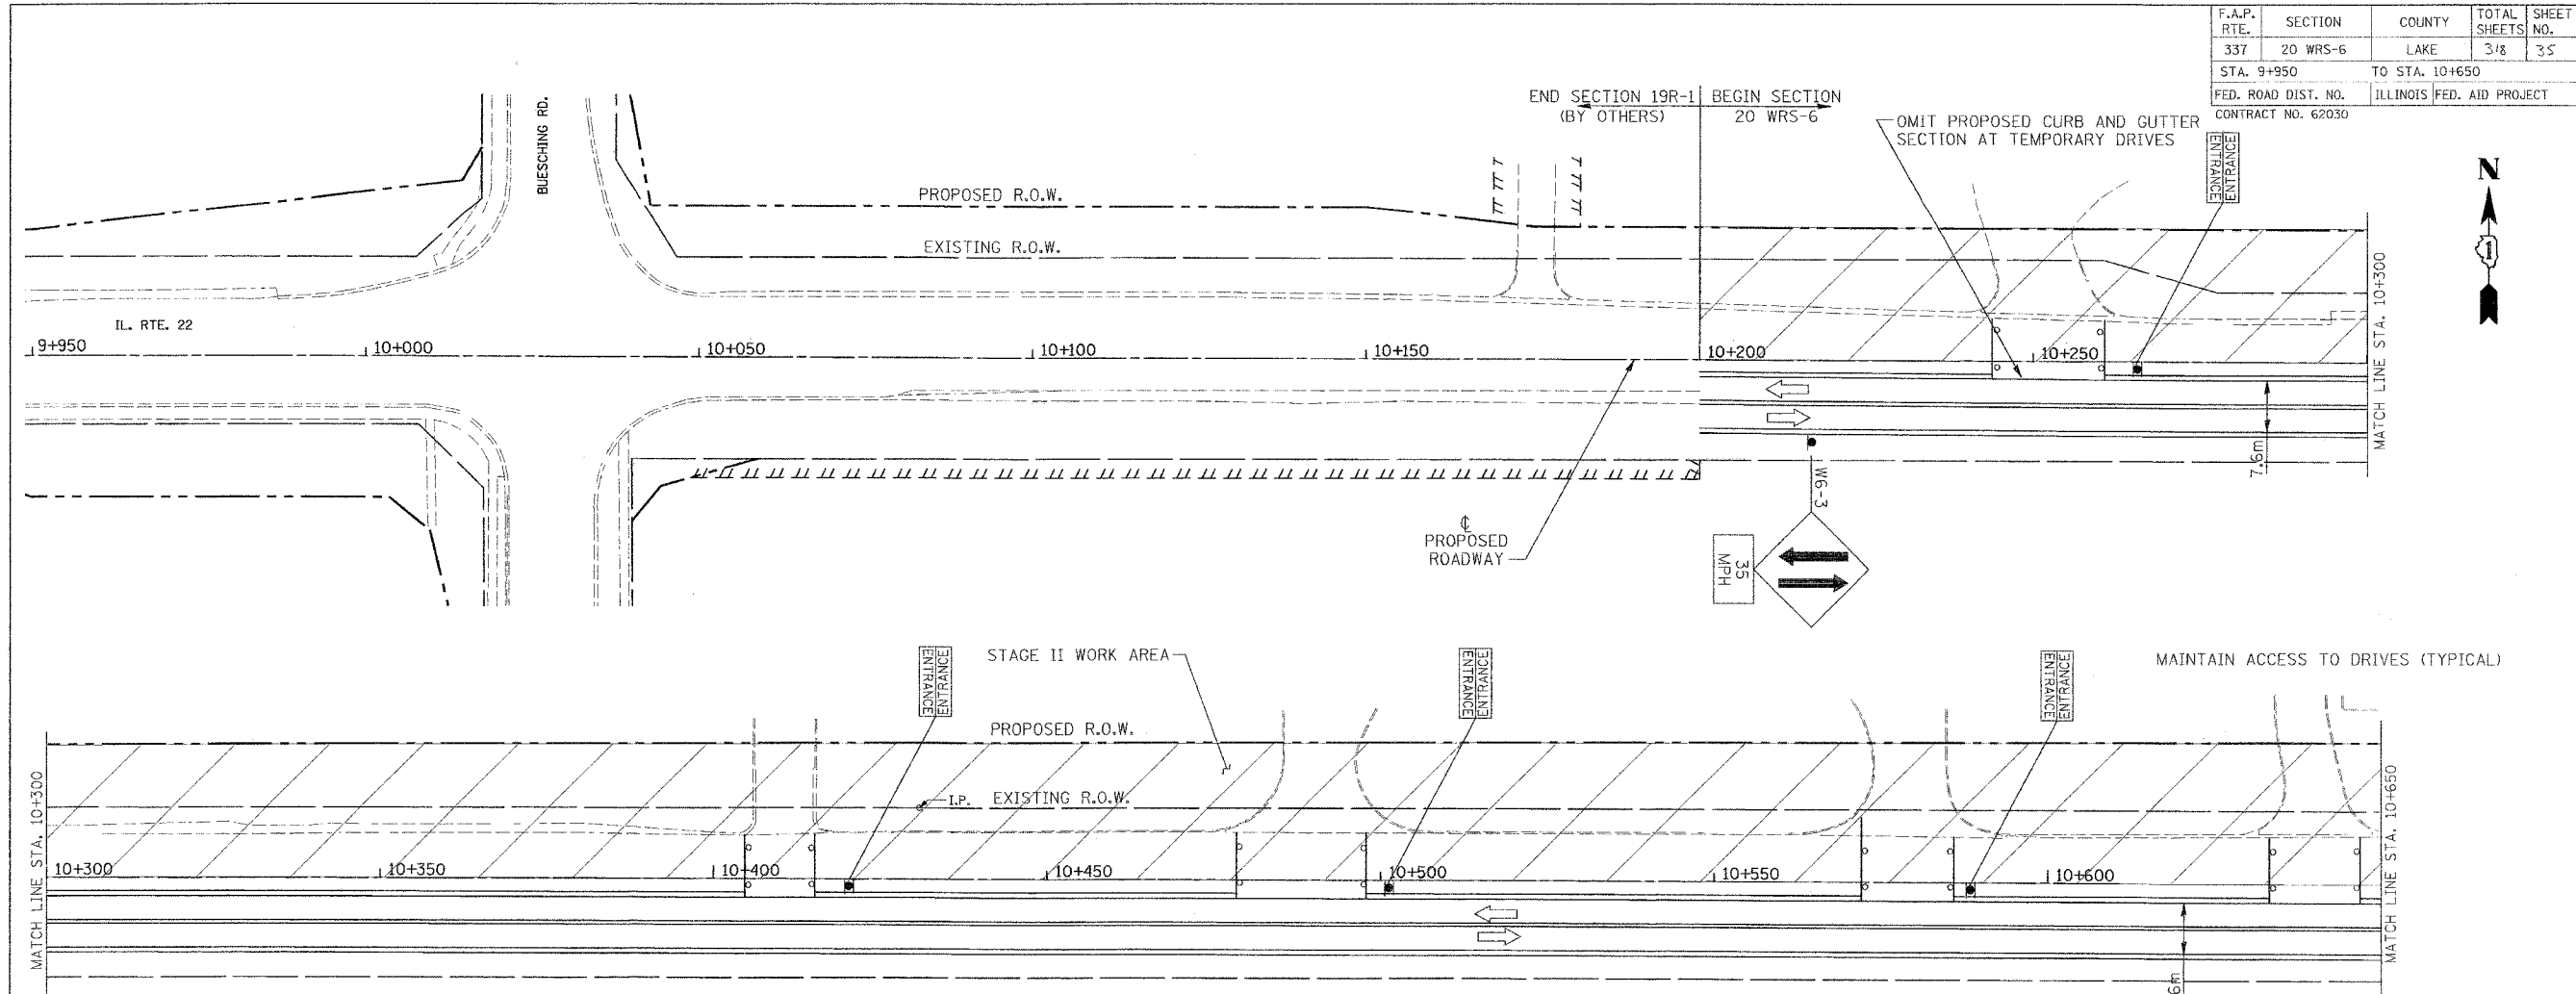 F.A.P. RTE. SECTION COUNTY TOTAL SHEETS SHEET NO.
337 20 WRS-6 LAKE 318 35
STA. 9+950 TO STA. 10+650
FED. ROAD DIST. NO. ILLINOIS FED. AID PROJECT
CONTRACT NO. 62030
BUESCHING RD.
END SECTION 19R-1
(BY OTHERS)
BEGIN SECTION
20 WRS-6
OMIT PROPOSED CURB AND GUTTER
SECTION AT TEMPORARY DRIVES
ENTRANCE
ENTRANCE
N
PROPOSED R.O.W.
EXISTING R.O.W.
IL. RTE. 22
9+950 10+000 10+050 10+100 10+150 10+200 10+250
MATCH LINE STA. 10+300
7.6m
W6-3
35
MPH
℄
PROPOSED
ROADWAY
ENTRANCE
ENTRANCE
STAGE II WORK AREA
ENTRANCE
ENTRANCE
ENTRANCE
ENTRANCE
MAINTAIN ACCESS TO DRIVES (TYPICAL)
PROPOSED R.O.W.
I.P.
EXISTING R.O.W.
MATCH LINE STA. 10+300
10+300 10+350 10+400 10+450 10+500 10+550 10+600
MATCH LINE STA. 10+650